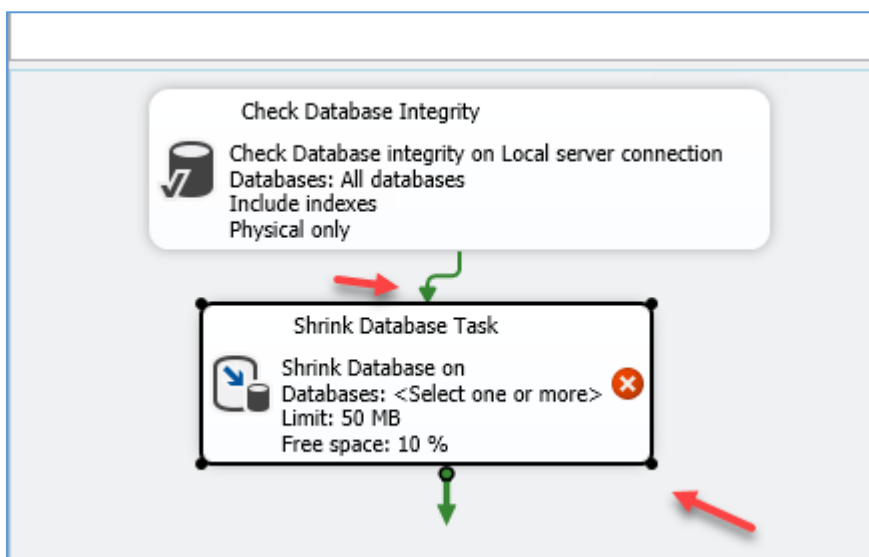 Check Database Integrity
Check Database integrity on Local server connection
Databases: All databases
Include indexes
Physical only
Shrink Database Task
Shrink Database on
Databases: <Select one or more>
Limit: 50 MB
Free space: 10 %